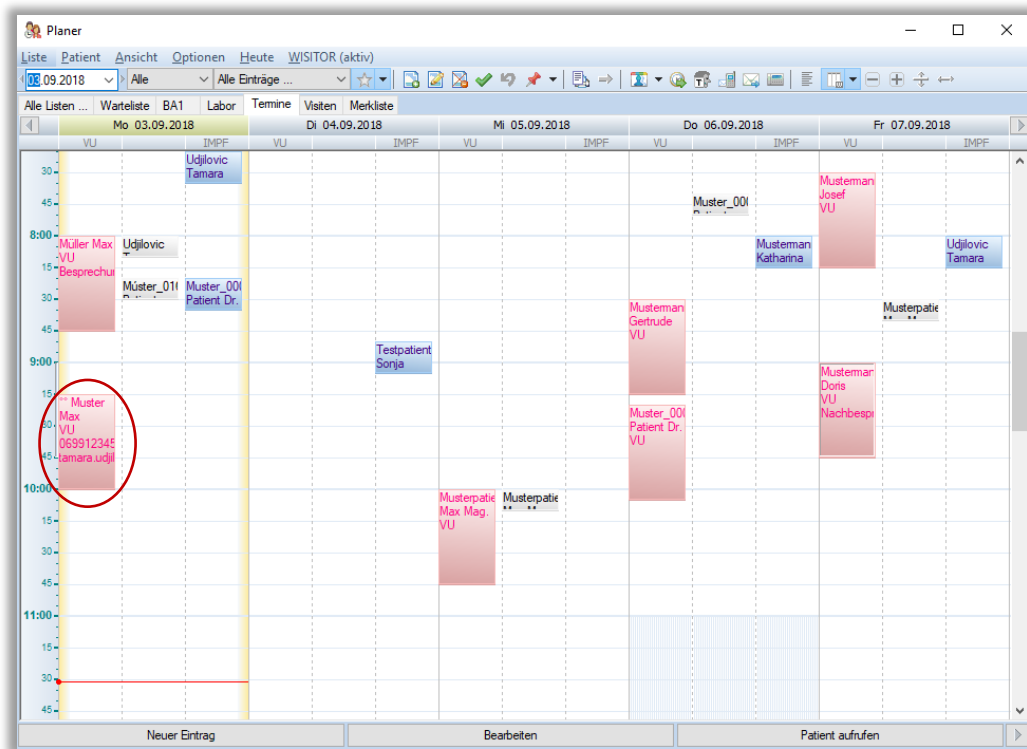 Planer
Liste Patient Ansicht Optionen Heute WISITOR (aktiv)
03.09.2018 Alle Alle Einträge ...
Alle Listen ... Warteliste BA1 Labor Termine Visiten Merkliste
Mo 03.09.2018 Di 04.09.2018 Mi 05.09.2018 Do 06.09.2018 Fr 07.09.2018
VU IMPF VU IMPF VU IMPF VU IMPF VU IMPF
Udjilovic
Tamara
30
Musterman
Josef
VU
45
Muster_00
8:00
Müller Max
VU
Besprechu
Udjilovic
Musterman
Katharina
Udjilovic
Tamara
15
Múster_01
Muster_00
Patient Dr.
30
Musterman
Gertrude
VU
Musterpatie
45
Testpatient
Sonja
9:00
Musterman
Doris
VU
Nachbespr
15
** Muster
Max
VU
069912345
tamara.udjil
Muster_00
Patient Dr.
VU
30
45
10:00
Musterpatie
Max Mag.
VU
Musterpatie
15
30
45
11:00
15
30
45
Neuer Eintrag Bearbeiten Patient aufrufen